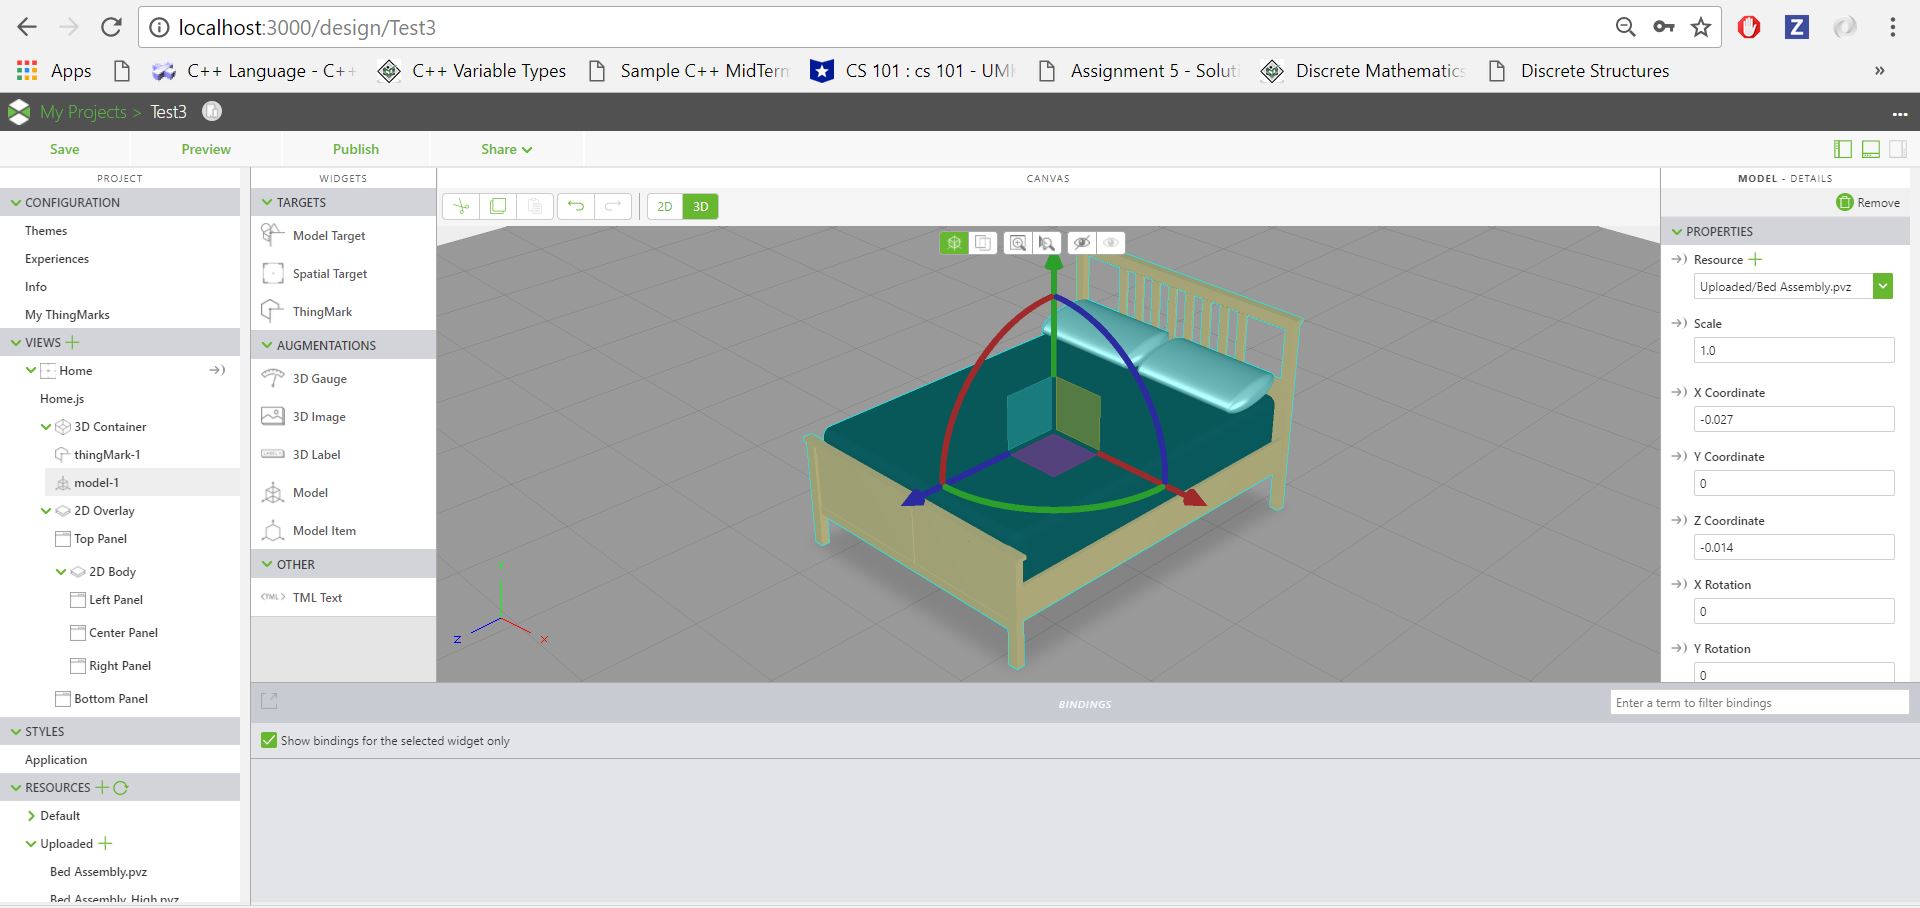 localhost:3000/design/Test3
Apps
C++ Language - C++
C++ Variable Types
Sample C++ MidTerm
CS 101 : cs 101 - UM
Assignment 5 - Solut
Discrete Mathematics
Discrete Structures
»
My Projects > Test3
Save
Preview
Publish
Share
PROJECT
CONFIGURATION
Themes
Experiences
Info
My ThingMarks
VIEWS
Home
Home.js
3D Container
thingMark-1
model-1
2D Overlay
Top Panel
2D Body
Left Panel
Center Panel
Right Panel
Bottom Panel
STYLES
Application
RESOURCES
Default
Uploaded
Bed Assembly.pvz
Bed Assembly_High.pvz
WIDGETS
TARGETS
Model Target
Spatial Target
ThingMark
AUGMENTATIONS
3D Gauge
3D Image
3D Label
Model
Model Item
OTHER
TML Text
CANVAS
2D
3D
Z
X
MODEL - DETAILS
Remove
PROPERTIES
Resource
Uploaded/Bed Assembly.pvz
Scale
1.0
X Coordinate
-0.027
Y Coordinate
0
Z Coordinate
-0.014
X Rotation
0
Y Rotation
0
BINDINGS
Enter a term to filter bindings
Show bindings for the selected widget only